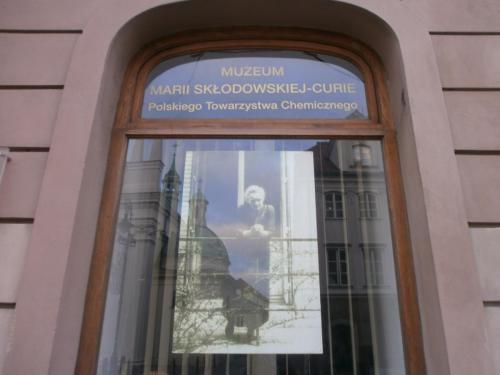 MUZEUM
MARII SKŁODOWSKIEJ-CURIE
Polskiego Towarzystwa Chemicznego